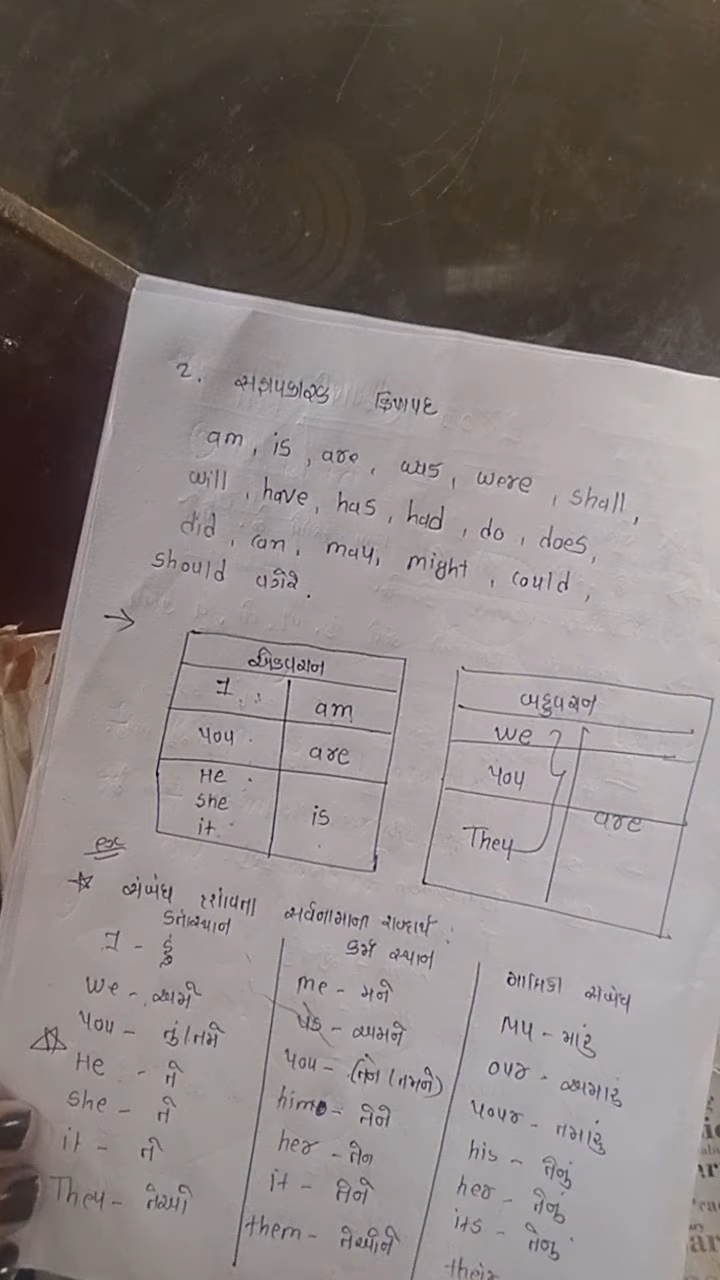 2. સહાયકારક ક્રિયાપદ
am, is, are, was, were, shall,
will, have, has, had, do, does,
did, can, may, might, could,
should વગેરે.
→
એકવચન
I am
you are
He
she is
it
બહુવચન
we
you are
They
ex
☆ સંબંધ દર્શાવતા સર્વનામોના શબ્દાર્થ :
કર્તાસ્થાન
I - હું
we - અમે
you - તું/તમે
He - તે
she - તે
it - તે
They - તેઓ
કર્મ સ્થાન
me - મને
અમને
you - (તને / તમને)
him - તેને
her - તેને
it - તેને
them - તેઓને
માલિકી સંબંધ
my - મારું
our - અમારું
your - તમારું
his - તેનું
her - તેનું
its - તેનું
their